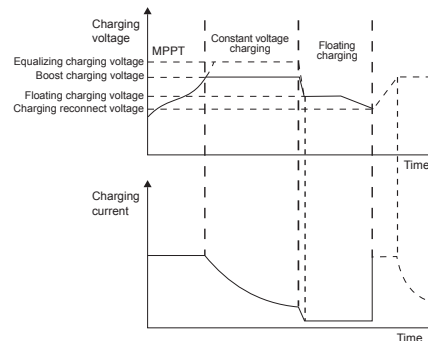 Charging
voltage
MPPT
Constant voltage
charging
Floating
charging
Equalizing charging voltage
Boost charging voltage
Floating charging voltage
Charging reconnect voltage
Time
Charging
current
Time